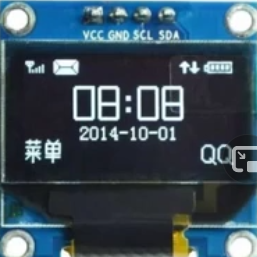 VCC GND SCL SDA
08:08
2014-10-01
菜单 QQ